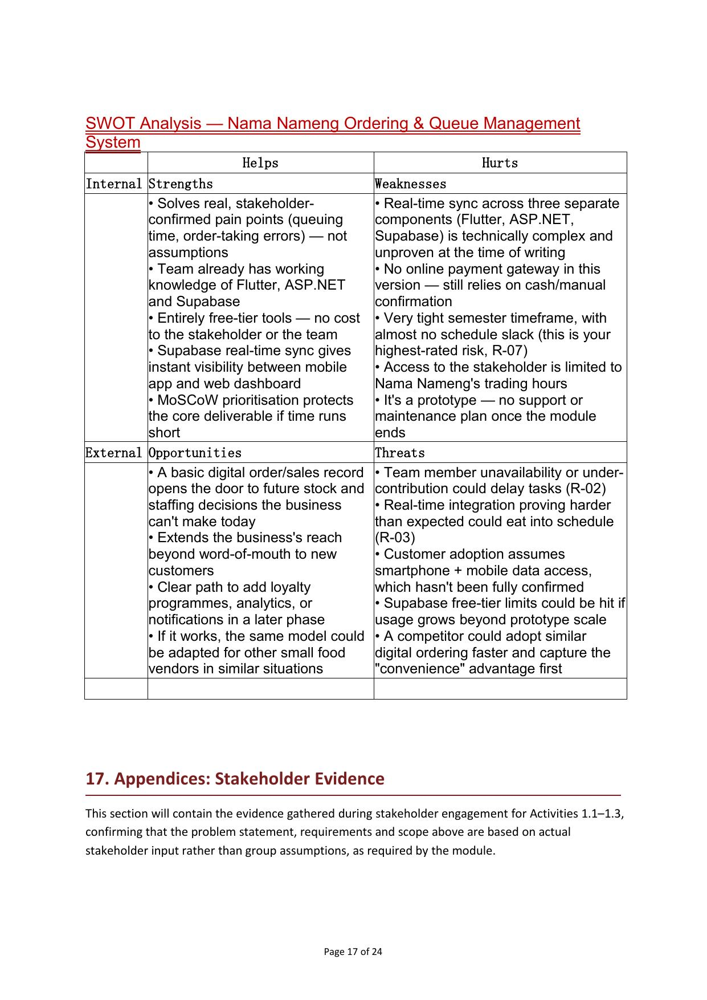 SWOT Analysis — Nama Nameng Ordering & Queue Management
System
Helps
Hurts
Internal
Strengths
Weaknesses
• Solves real, stakeholder-
confirmed pain points (queuing
time, order-taking errors) — not
assumptions
• Team already has working
knowledge of Flutter, ASP.NET
and Supabase
• Entirely free-tier tools — no cost
to the stakeholder or the team
• Supabase real-time sync gives
instant visibility between mobile
app and web dashboard
• MoSCoW prioritisation protects
the core deliverable if time runs
short
• Real-time sync across three separate
components (Flutter, ASP.NET,
Supabase) is technically complex and
unproven at the time of writing
• No online payment gateway in this
version — still relies on cash/manual
confirmation
• Very tight semester timeframe, with
almost no schedule slack (this is your
highest-rated risk, R-07)
• Access to the stakeholder is limited to
Nama Nameng's trading hours
• It's a prototype — no support or
maintenance plan once the module
ends
External
Opportunities
Threats
• A basic digital order/sales record
opens the door to future stock and
staffing decisions the business
can't make today
• Extends the business's reach
beyond word-of-mouth to new
customers
• Clear path to add loyalty
programmes, analytics, or
notifications in a later phase
• If it works, the same model could
be adapted for other small food
vendors in similar situations
• Team member unavailability or under-
contribution could delay tasks (R-02)
• Real-time integration proving harder
than expected could eat into schedule
(R-03)
• Customer adoption assumes
smartphone + mobile data access,
which hasn't been fully confirmed
• Supabase free-tier limits could be hit if
usage grows beyond prototype scale
• A competitor could adopt similar
digital ordering faster and capture the
"convenience" advantage first
17. Appendices: Stakeholder Evidence
This section will contain the evidence gathered during stakeholder engagement for Activities 1.1–1.3,
confirming that the problem statement, requirements and scope above are based on actual
stakeholder input rather than group assumptions, as required by the module.
Page 17 of 24